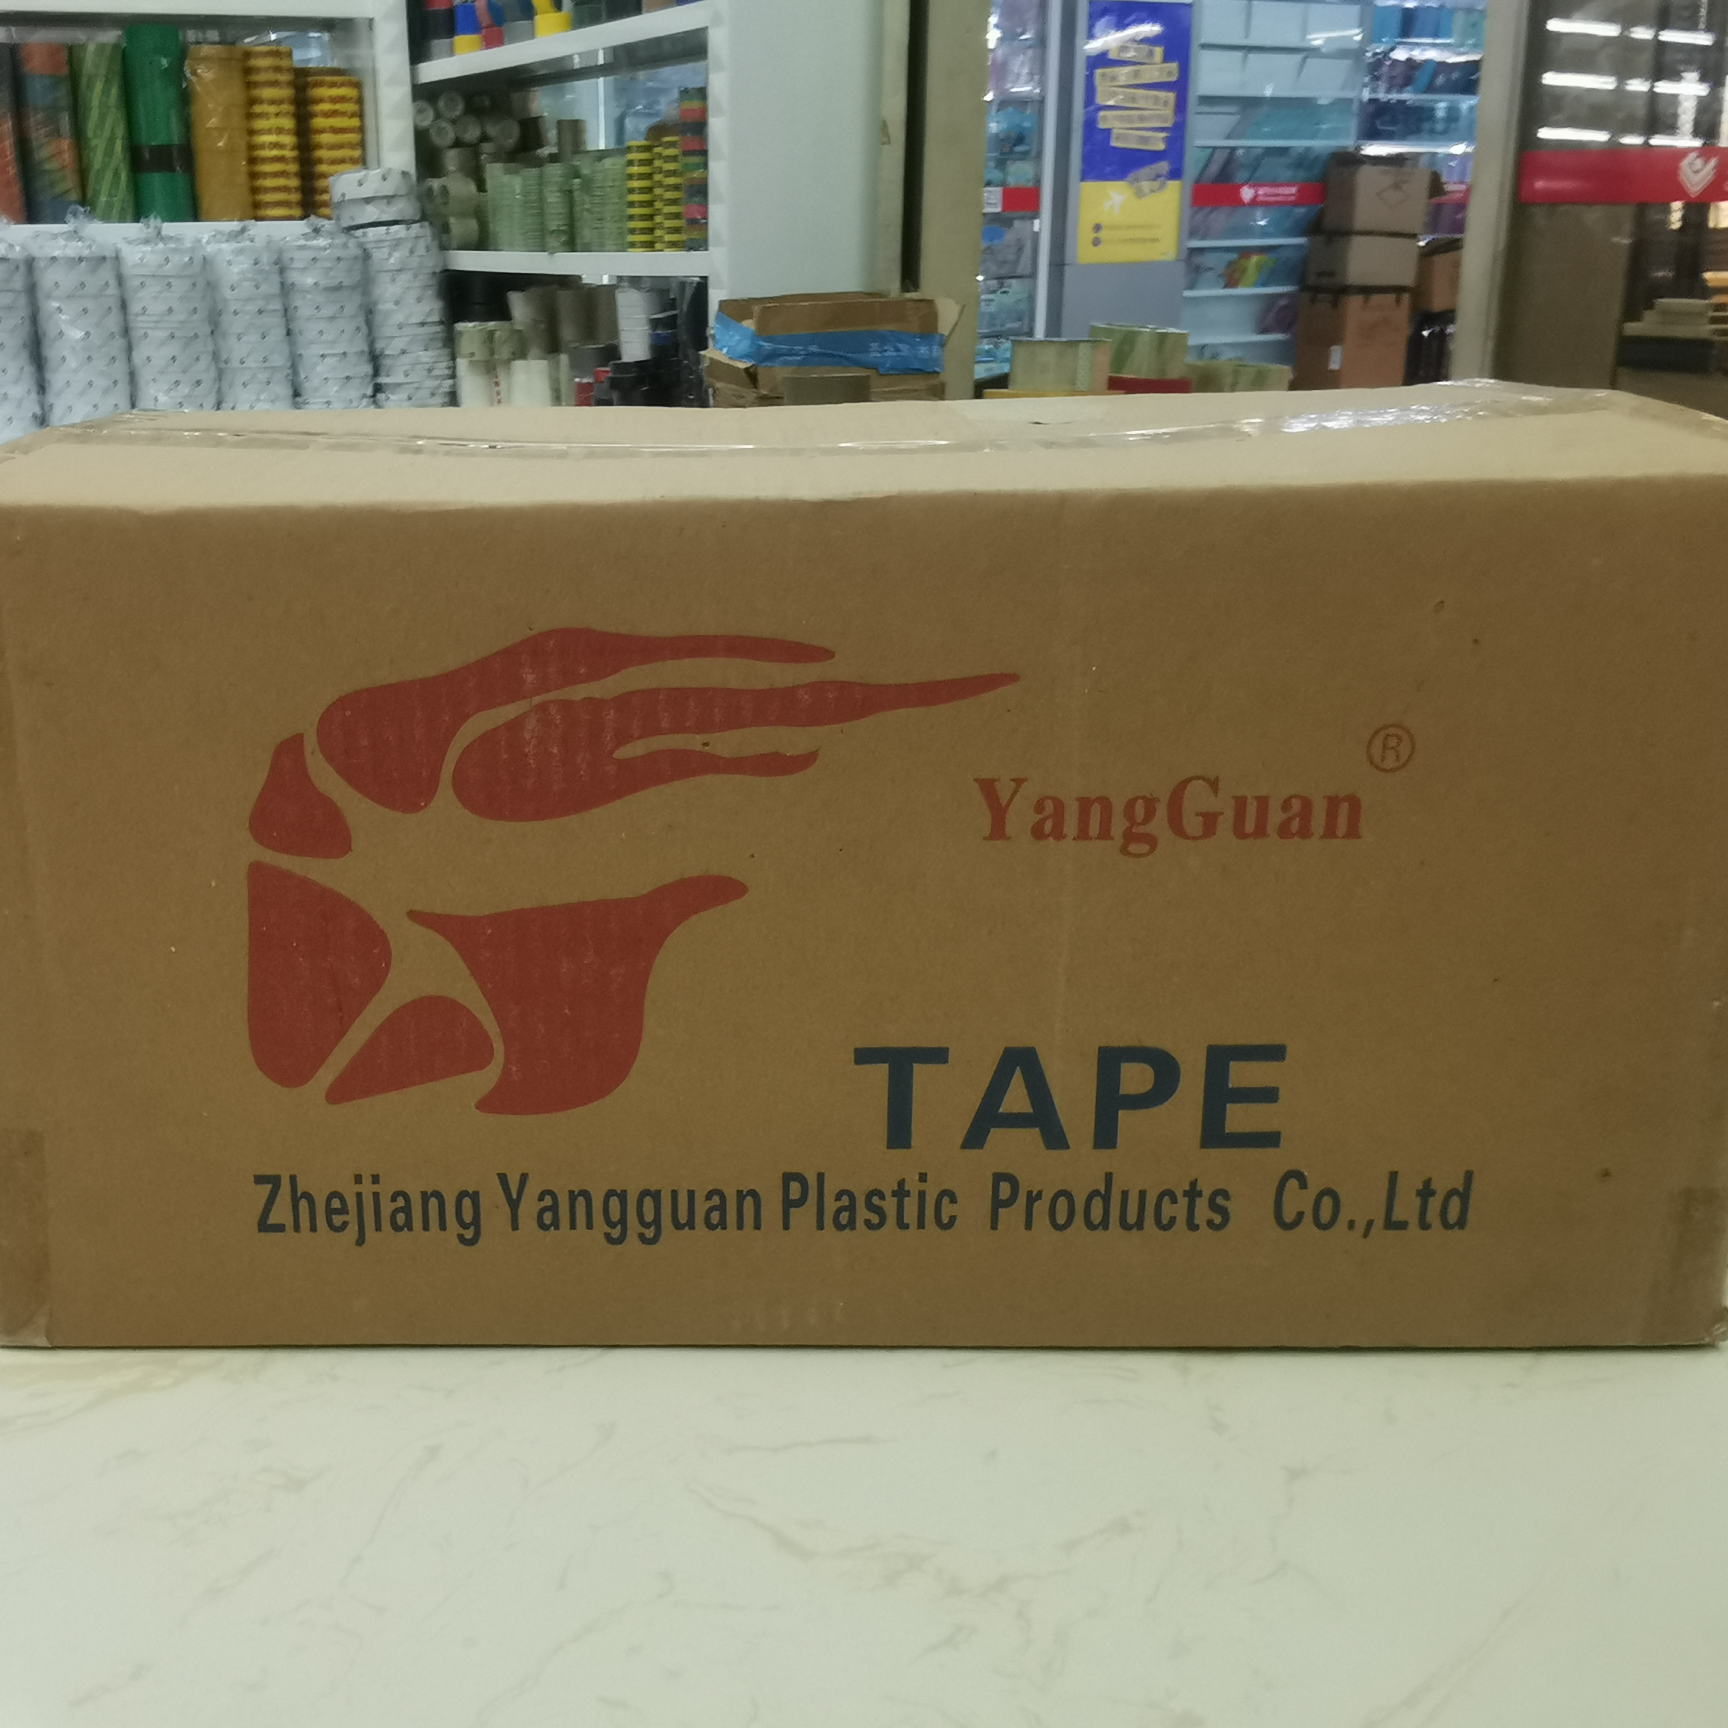 YangGuan®
TAPE
Zhejiang Yangguan Plastic Products Co.,Ltd